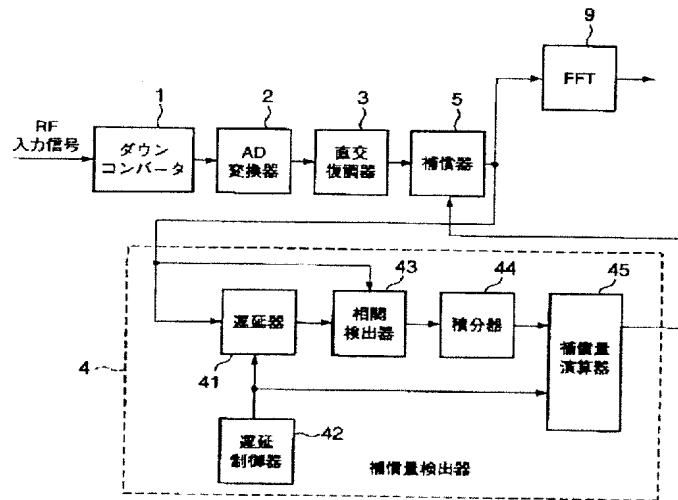 9
FFT
1
2
3
5
RF
入力信号
ダウン
コンバータ
AD
変換器
直交
復調器
補償器
43
44
45
遅延器
相関
検出器
積分器
補償量
演算器
4
41
遅延
制御器
42
補償量検出器